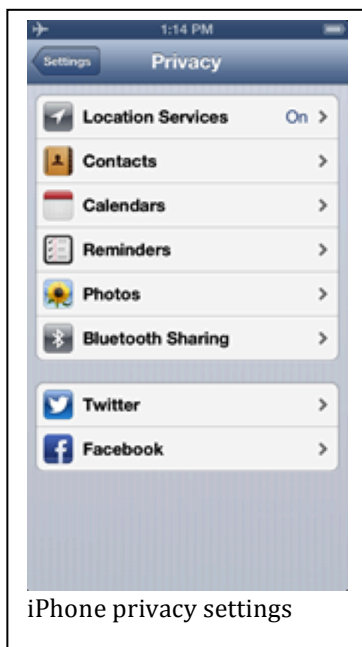 1:14 PM
Settings
Privacy
Location Services On
Contacts
Calendars
Reminders
Photos
Bluetooth Sharing
Twitter
Facebook
iPhone privacy settings